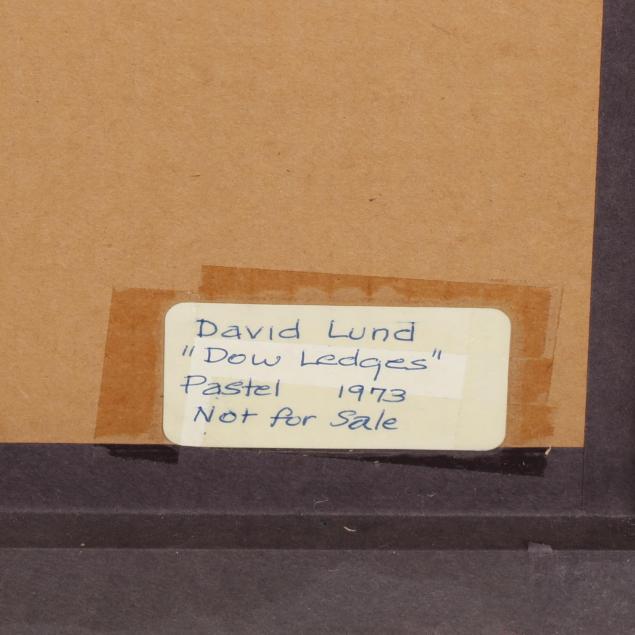 David Lund
"Dow Ledges"
Pastel 1973
Not for Sale